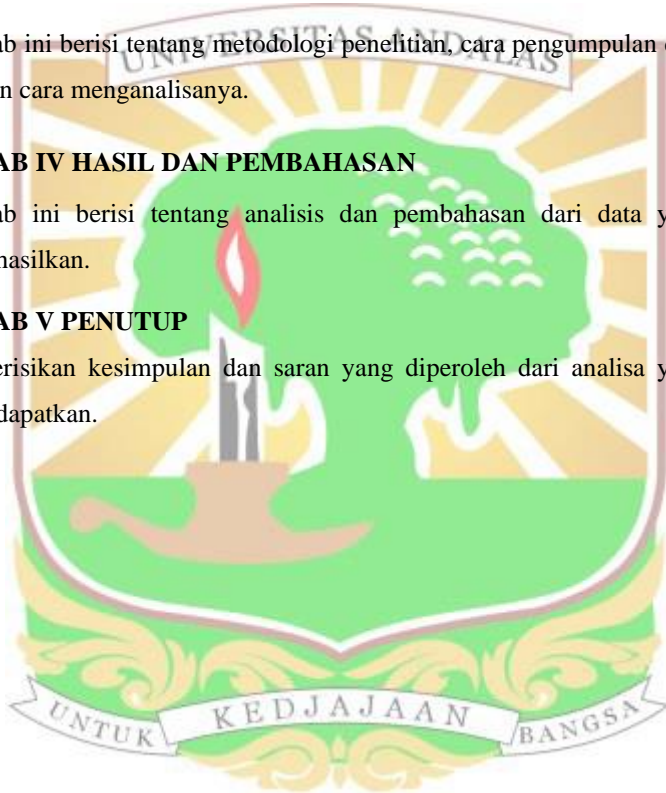 ab ini berisi tentang metodologi penelitian, cara pengumpulan
UNIVERSITAS ANDALAS
n cara menganalisanya.
AB IV HASIL DAN PEMBAHASAN
ab ini berisi tentang analisis dan pembahasan dari data y
hasilkan.
AB V PENUTUP
erisikan kesimpulan dan saran yang diperoleh dari analisa y
dapatkan.
UNTUK KEDJAJAAN BANGSA